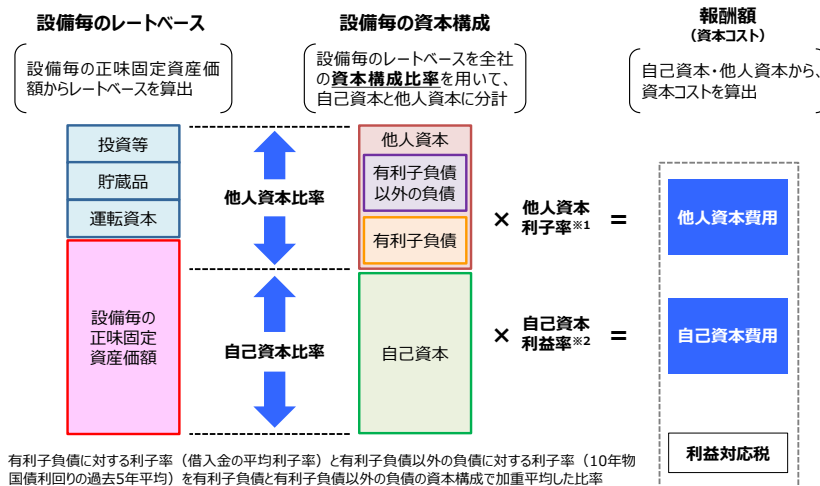 設備毎のレートベース
設備毎の正味固定資産価
額からレートベースを算出
投資等
貯蔵品
運転資本
設備毎の
正味固定
資産価額
他人資本比率
自己資本比率
設備毎の資本構成
設備毎のレートベースを全社
の資本構成比率を用いて、
自己資本と他人資本に分計
他人資本
有利子負債
以外の負債
有利子負債
自己資本
× 他人資本
利子率※1 =
× 自己資本
利益率※2 =
報酬額
(資本コスト)
自己資本・他人資本から、
資本コストを算出
他人資本費用
自己資本費用
利益対応税
有利子負債に対する利子率（借入金の平均利子率）と有利子負債以外の負債に対する利子率（10年物
国債利回りの過去5年平均）を有利子負債と有利子負債以外の負債の資本構成で加重平均した比率